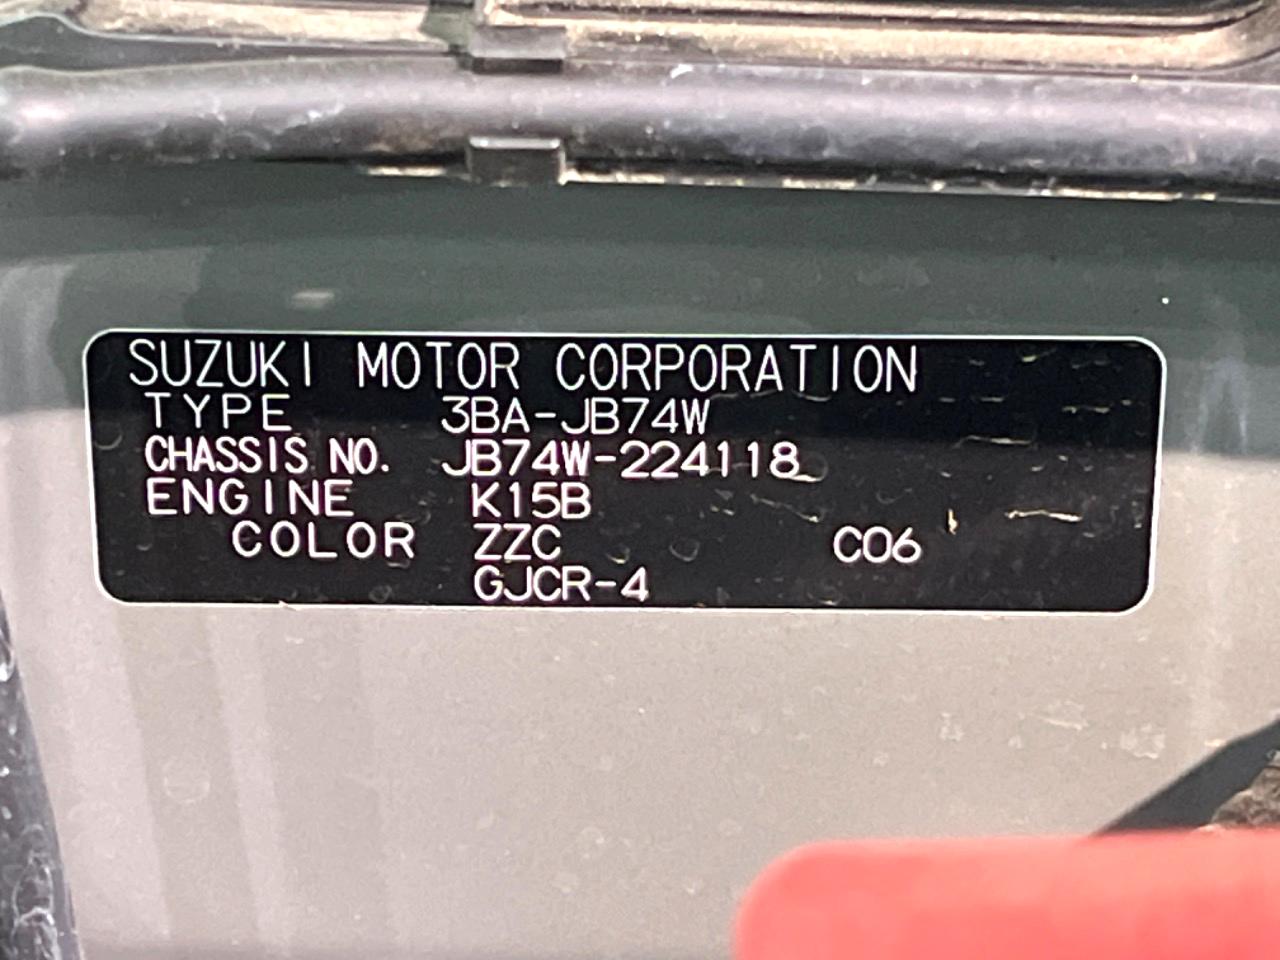 SUZUKI MOTOR CORPORATION
TYPE 3BA-JB74W
CHASSIS NO. JB74W-224118
ENGINE K15B
COLOR ZZC C06
GJCR-4